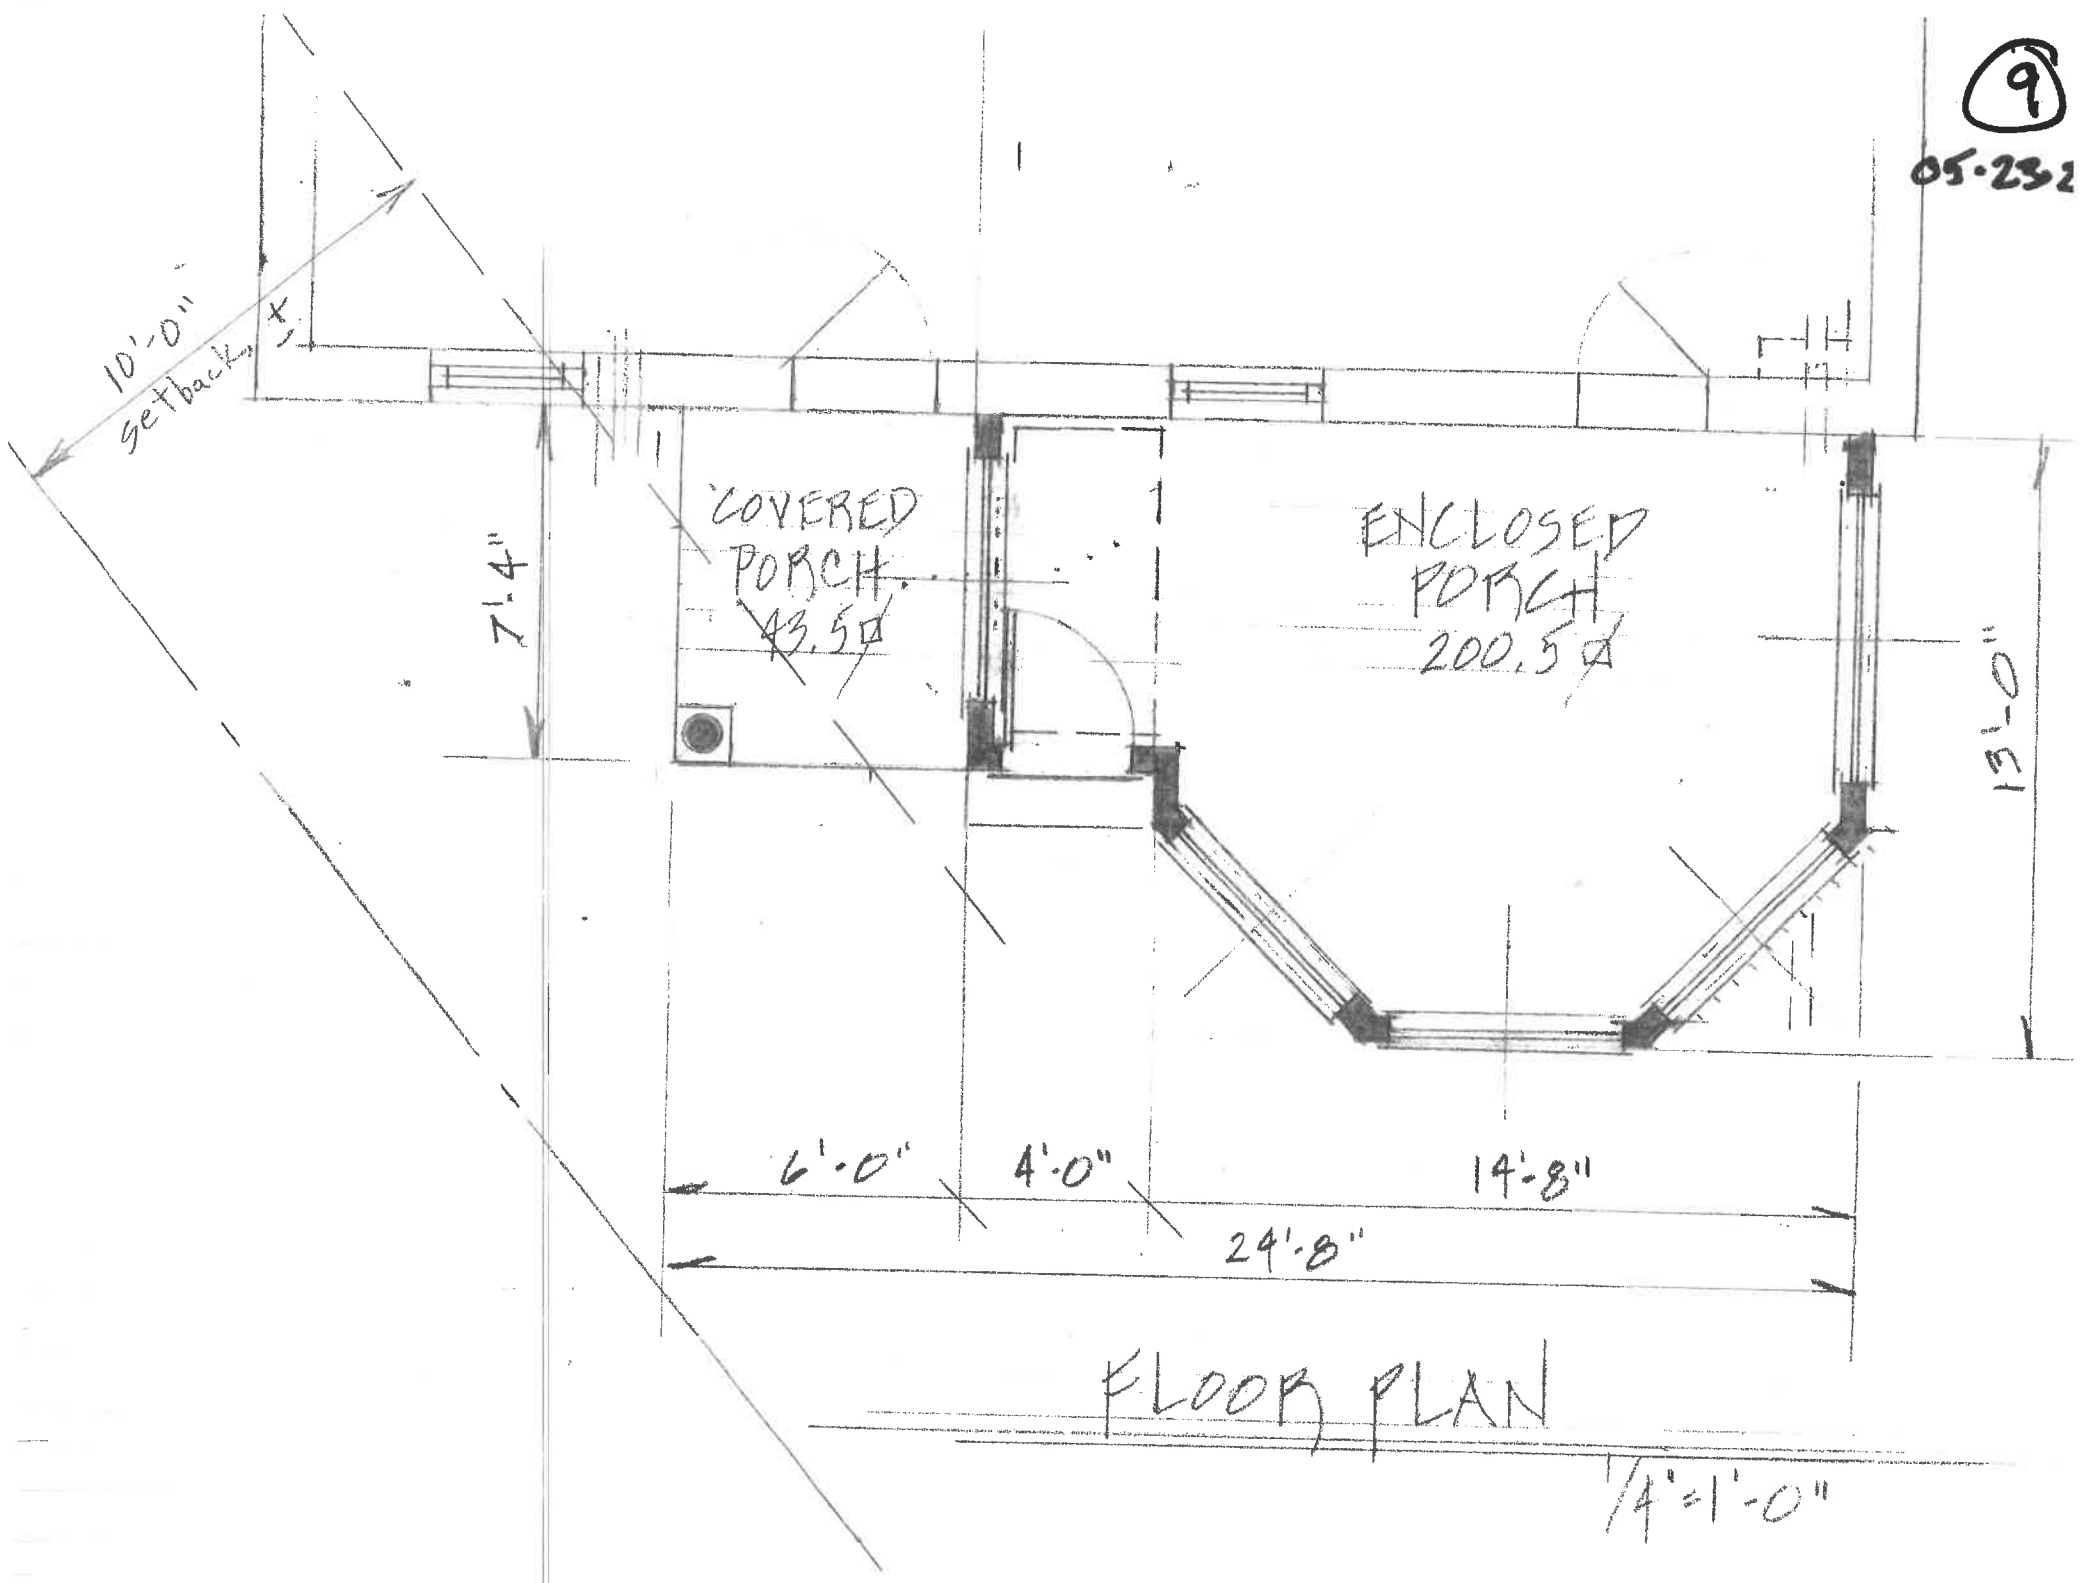 9
05.23.2
10'-0"
setback
7'-4"
COVERED
PORCH
43.5
ENCLOSED
PORCH
200.5
13'-0"
6'-0"
4'-0"
14'-8"
24'-8"
FLOOR PLAN
1/4"=1'-0"